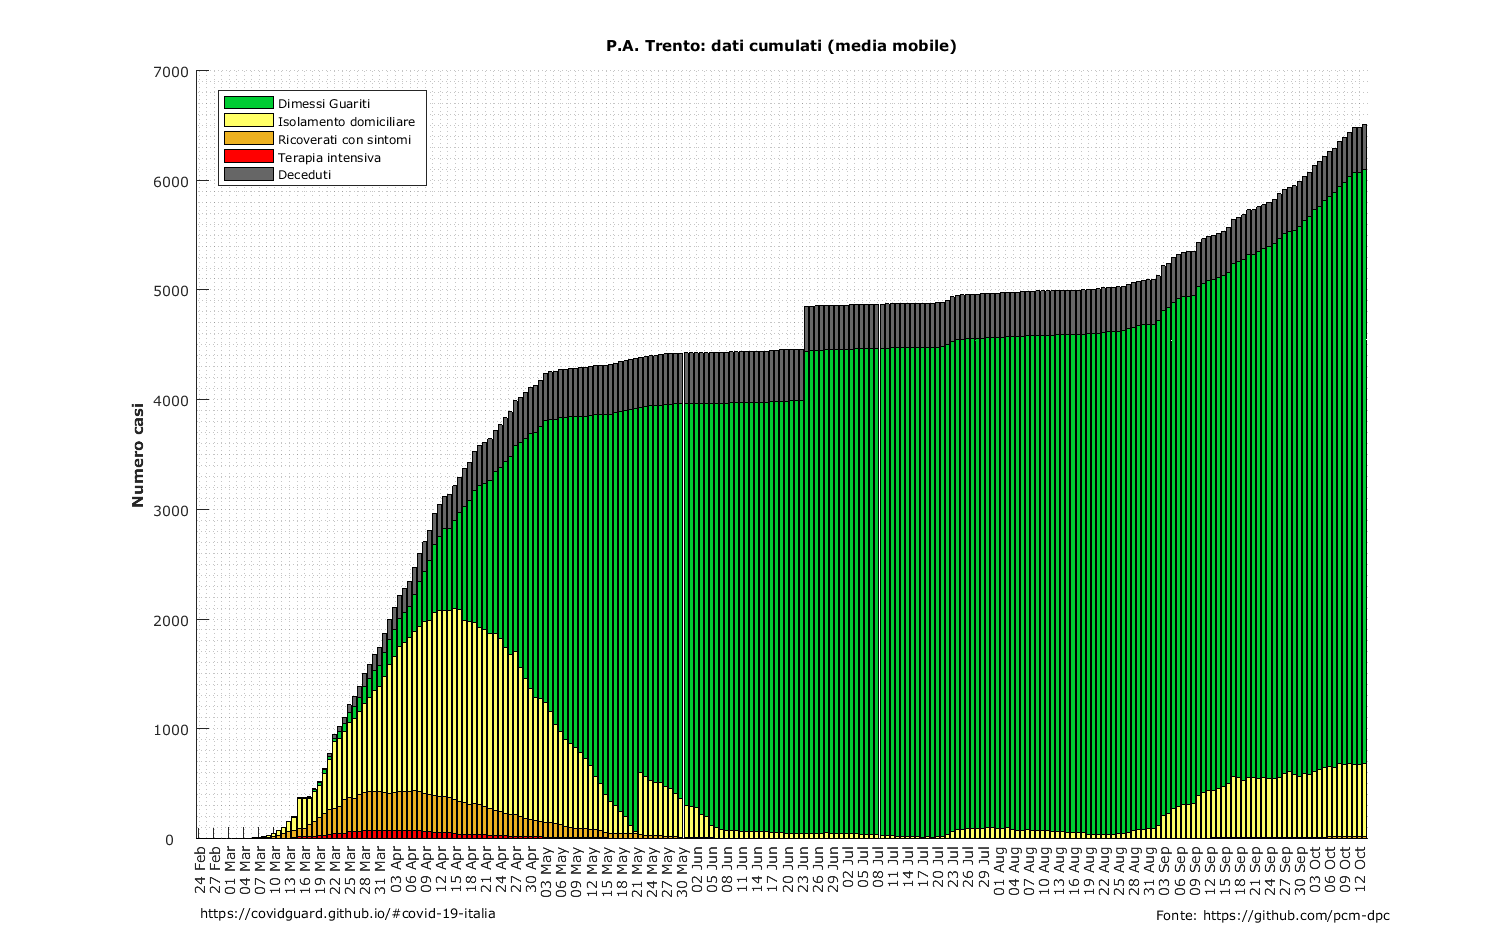 P.A. Trento: dati cumulati (media mobile)
7000
6000
5000
4000
3000
2000
1000
0
Numero casi
Dimessi Guariti
Isolamento domiciliare
Ricoverati con sintomi
Terapia intensiva
Deceduti
24 Feb
27 Feb
01 Mar
04 Mar
07 Mar
10 Mar
13 Mar
16 Mar
19 Mar
22 Mar
25 Mar
28 Mar
31 Mar
03 Apr
06 Apr
09 Apr
12 Apr
15 Apr
18 Apr
21 Apr
24 Apr
27 Apr
30 Apr
03 May
06 May
09 May
12 May
15 May
18 May
21 May
24 May
27 May
30 May
02 Jun
05 Jun
08 Jun
11 Jun
14 Jun
17 Jun
20 Jun
23 Jun
26 Jun
29 Jun
02 Jul
05 Jul
08 Jul
11 Jul
14 Jul
17 Jul
20 Jul
23 Jul
26 Jul
29 Jul
01 Aug
04 Aug
07 Aug
10 Aug
13 Aug
16 Aug
19 Aug
22 Aug
25 Aug
28 Aug
31 Aug
03 Sep
06 Sep
09 Sep
12 Sep
15 Sep
18 Sep
21 Sep
24 Sep
27 Sep
30 Sep
03 Oct
06 Oct
09 Oct
12 Oct
https://covidguard.github.io/#covid-19-italia
Fonte: https://github.com/pcm-dpc